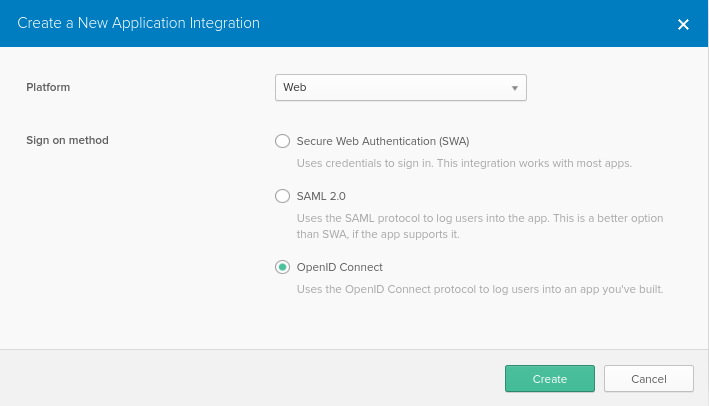 Create a New Application Integration
Platform
Web
Sign on method
Secure Web Authentication (SWA)
Uses credentials to sign in. This integration works with most apps.
SAML 2.0
Uses the SAML protocol to log users into the app. This is a better option
than SWA, if the app supports it.
OpenID Connect
Uses the OpenID Connect protocol to log users into an app you've built.
Create
Cancel